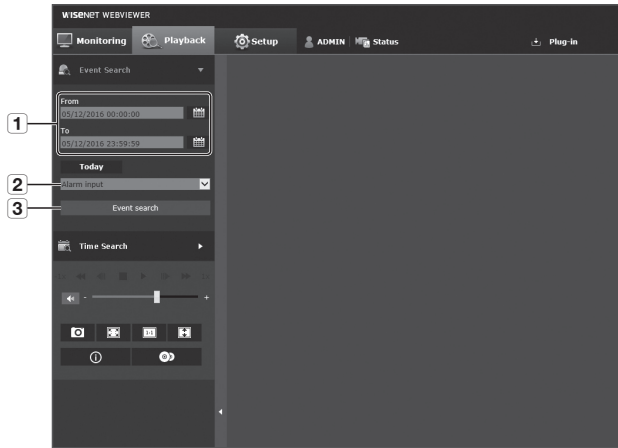 WISENET WEBVIEWER
Monitoring
Playback
Setup
ADMIN
Status
Plug-in
Event Search
From
05/12/2016 00:00:00
To
05/12/2016 23:59:59
Today
Alarm input
Event search
Time Search
- +
1:1
1
2
3